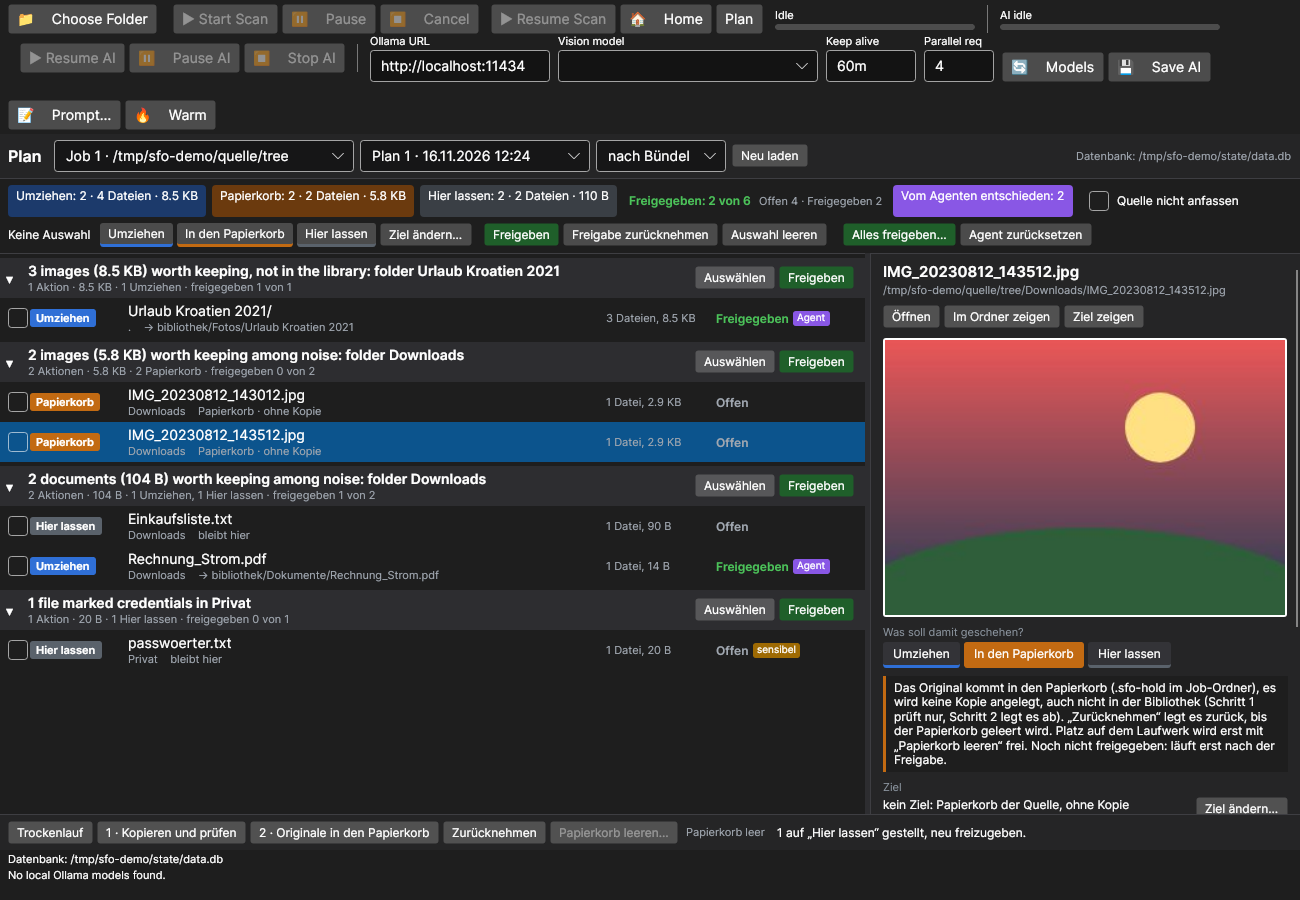 Choose Folder
Start Scan
Pause
Cancel
Resume Scan
Home
Plan
Idle
AI idle
Resume AI
Pause AI
Stop AI
Ollama URL
http://localhost:11434
Vision model
Keep alive
60m
Parallel req
4
Models
Save AI
Prompt...
Warm
Plan
Job 1 · /tmp/sfo-demo/quelle/tree
Plan 1 · 16.11.2026 12:24
nach Bündel
Neu laden
Datenbank: /tmp/sfo-demo/state/data.db
Umziehen: 2 · 4 Dateien · 8.5 KB
Papierkorb: 2 · 2 Dateien · 5.8 KB
Hier lassen: 2 · 2 Dateien · 110 B
Freigegeben: 2 von 6
Offen 4 · Freigegeben 2
Vom Agenten entschieden: 2
Quelle nicht anfassen
Keine Auswahl
Umziehen
In den Papierkorb
Hier lassen
Ziel ändern...
Freigeben
Freigabe zurücknehmen
Auswahl leeren
Alles freigeben...
Agent zurücksetzen
3 images (8.5 KB) worth keeping, not in the library: folder Urlaub Kroatien 2021
1 Aktion · 8.5 KB · 1 Umziehen · freigegeben 1 von 1
Auswählen
Freigeben
Umziehen
Urlaub Kroatien 2021/
. → bibliothek/Fotos/Urlaub Kroatien 2021
3 Dateien, 8.5 KB
Freigegeben
Agent
2 images (5.8 KB) worth keeping among noise: folder Downloads
2 Aktionen · 5.8 KB · 2 Papierkorb · freigegeben 0 von 2
Auswählen
Freigeben
Papierkorb
IMG_20230812_143012.jpg
Downloads Papierkorb · ohne Kopie
1 Datei, 2.9 KB
Offen
Papierkorb
IMG_20230812_143512.jpg
Downloads Papierkorb · ohne Kopie
1 Datei, 2.9 KB
Offen
2 documents (104 B) worth keeping among noise: folder Downloads
2 Aktionen · 104 B · 1 Umziehen, 1 Hier lassen · freigegeben 1 von 2
Auswählen
Freigeben
Hier lassen
Einkaufsliste.txt
Downloads bleibt hier
1 Datei, 90 B
Offen
Umziehen
Rechnung_Strom.pdf
Downloads → bibliothek/Dokumente/Rechnung_Strom.pdf
1 Datei, 14 B
Freigegeben
Agent
1 file marked credentials in Privat
1 Aktion · 20 B · 1 Hier lassen · freigegeben 0 von 1
Auswählen
Freigeben
Hier lassen
passwoerter.txt
Privat bleibt hier
1 Datei, 20 B
Offen
sensibel
IMG_20230812_143512.jpg
/tmp/sfo-demo/quelle/tree/Downloads/IMG_20230812_143512.jpg
Öffnen
Im Ordner zeigen
Ziel zeigen
Was soll damit geschehen?
Umziehen
In den Papierkorb
Hier lassen
Das Original kommt in den Papierkorb (.sfo-hold im Job-Ordner), es
wird keine Kopie angelegt, auch nicht in der Bibliothek (Schritt 1
prüft nur, Schritt 2 legt es ab). „Zurücknehmen“ legt es zurück, bis
der Papierkorb geleert wird. Platz auf dem Laufwerk wird erst mit
„Papierkorb leeren“ frei. Noch nicht freigegeben: läuft erst nach der
Freigabe.
Ziel
kein Ziel: Papierkorb der Quelle, ohne Kopie
Ziel ändern...
Trockenlauf
1 · Kopieren und prüfen
2 · Originale in den Papierkorb
Zurücknehmen
Papierkorb leeren...
Papierkorb leer
1 auf „Hier lassen“ gestellt, neu freizugeben.
Datenbank: /tmp/sfo-demo/state/data.db
No local Ollama models found.